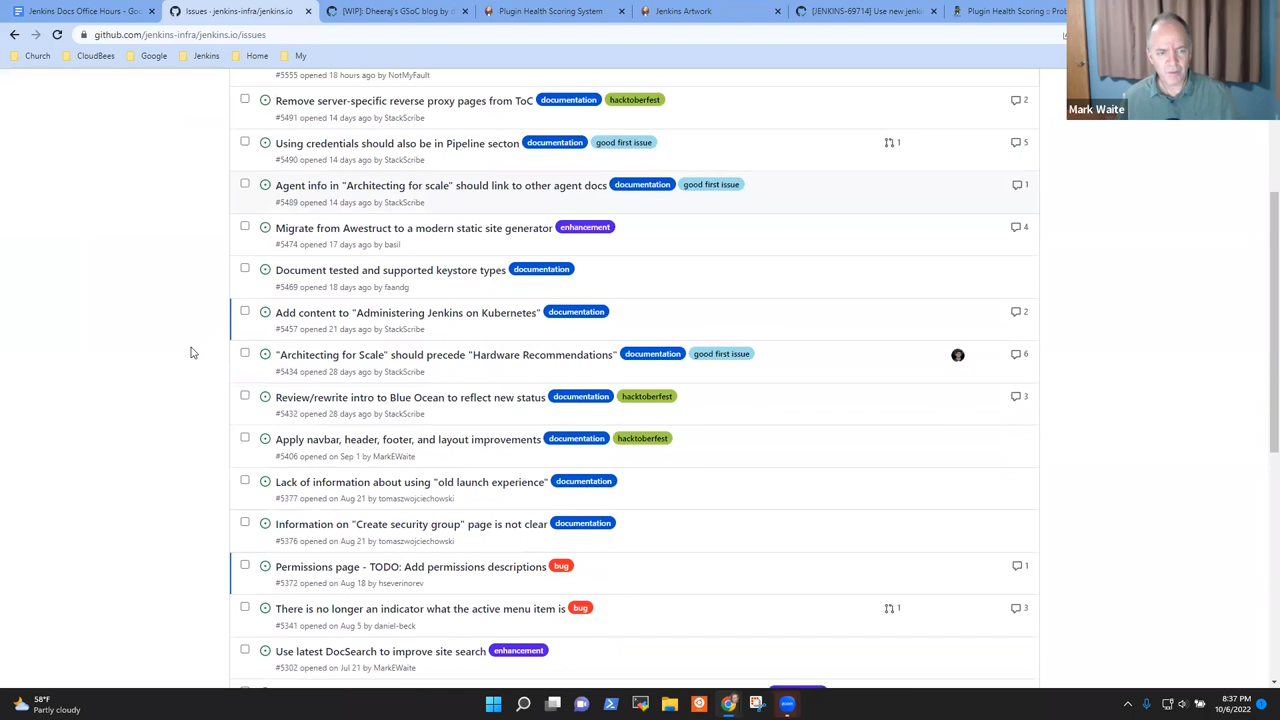 Jenkins Docs Office Hours - Goo
Issues · jenkins-infra/jenkins.io
[WIP]: Dheeraj's GSoC blog by d
Plugin Health Scoring System
Jenkins Artwork
[JENKINS-69714] Use new jenkin
Plugin Health Scoring :: Prob
github.com/jenkins-infra/jenkins.io/issues
Church
CloudBees
Google
Jenkins
Home
My
Mark Waite
#5555 opened 18 hours ago by NotMyFault
Remove server-specific reverse proxy pages from ToC documentation hacktoberfest 2
#5491 opened 14 days ago by StackScribe
Using credentials should also be in Pipeline secton documentation good first issue 1 5
#5490 opened 14 days ago by StackScribe
Agent info in "Architecting for scale" should link to other agent docs documentation good first issue 1
#5489 opened 14 days ago by StackScribe
Migrate from Awestruct to a modern static site generator enhancement 4
#5474 opened 17 days ago by basil
Document tested and supported keystore types documentation
#5469 opened 18 days ago by faandg
Add content to "Administering Jenkins on Kubernetes" documentation 2
#5457 opened 21 days ago by StackScribe
"Architecting for Scale" should precede "Hardware Recommendations" documentation good first issue 6
#5434 opened 28 days ago by StackScribe
Review/rewrite intro to Blue Ocean to reflect new status documentation hacktoberfest 3
#5432 opened 28 days ago by StackScribe
Apply navbar, header, footer, and layout improvements documentation hacktoberfest
#5406 opened on Sep 1 by MarkEWaite
Lack of information about using "old launch experience" documentation
#5377 opened on Aug 21 by tomaszwojciechowski
Information on "Create security group" page is not clear documentation
#5376 opened on Aug 21 by tomaszwojciechowski
Permissions page - TODO: Add permissions descriptions bug 1
#5372 opened on Aug 18 by hseverinorev
There is no longer an indicator what the active menu item is bug 1 3
#5341 opened on Aug 5 by daniel-beck
Use latest DocSearch to improve site search enhancement
#5302 opened on Jul 21 by MarkEWaite
58°F
Partly cloudy
8:37 PM
10/6/2022